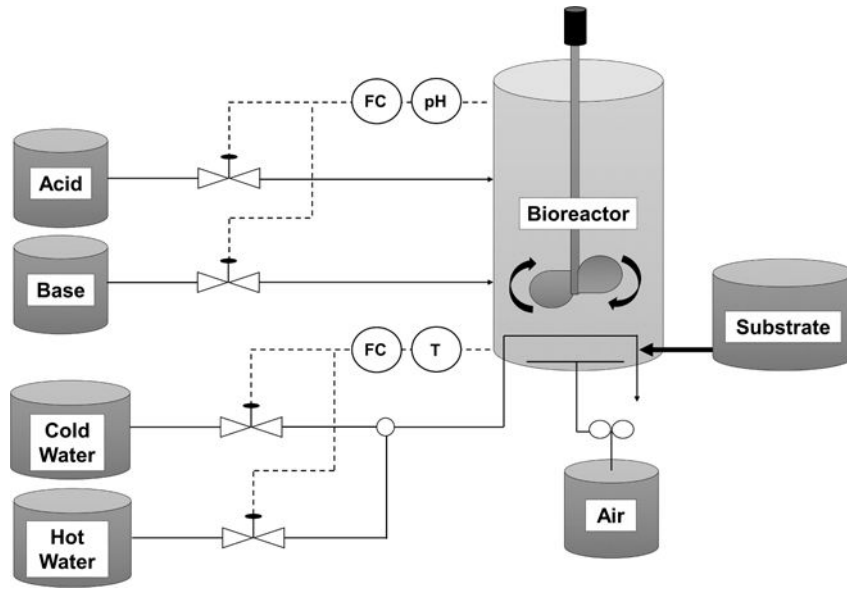 FC
pH
Acid
Bioreactor
Base
Substrate
FC
T
Cold
Water
Hot
Water
Air